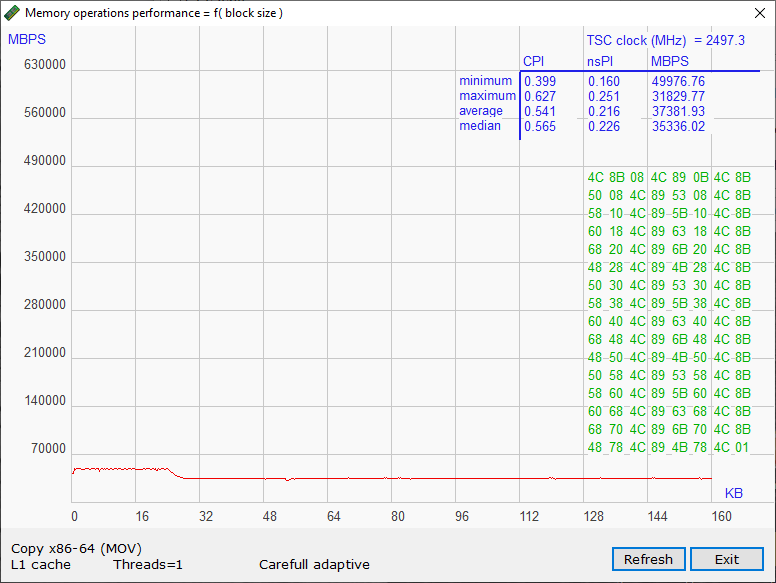 Memory operations performance = f( block size )
MBPS
TSC clock (MHz) = 2497.3
CPI nsPI MBPS
minimum 0.399 0.160 49976.76
maximum 0.627 0.251 31829.77
average 0.541 0.216 37381.93
median 0.565 0.226 35336.02
630000
560000
490000
420000
350000
280000
210000
140000
70000
4C 8B 08 4C 89 0B 4C 8B
50 08 4C 89 53 08 4C 8B
58 10 4C 89 5B 10 4C 8B
60 18 4C 89 63 18 4C 8B
68 20 4C 89 6B 20 4C 8B
48 28 4C 89 4B 28 4C 8B
50 30 4C 89 53 30 4C 8B
58 38 4C 89 5B 38 4C 8B
60 40 4C 89 63 40 4C 8B
68 48 4C 89 6B 48 4C 8B
48 50 4C 89 4B 50 4C 8B
50 58 4C 89 53 58 4C 8B
58 60 4C 89 5B 60 4C 8B
60 68 4C 89 63 68 4C 8B
68 70 4C 89 6B 70 4C 8B
48 78 4C 89 4B 78 4C 01
KB
0 16 32 48 64 80 96 112 128 144 160
Copy x86-64 (MOV)
L1 cache Threads=1 Carefull adaptive
Refresh Exit